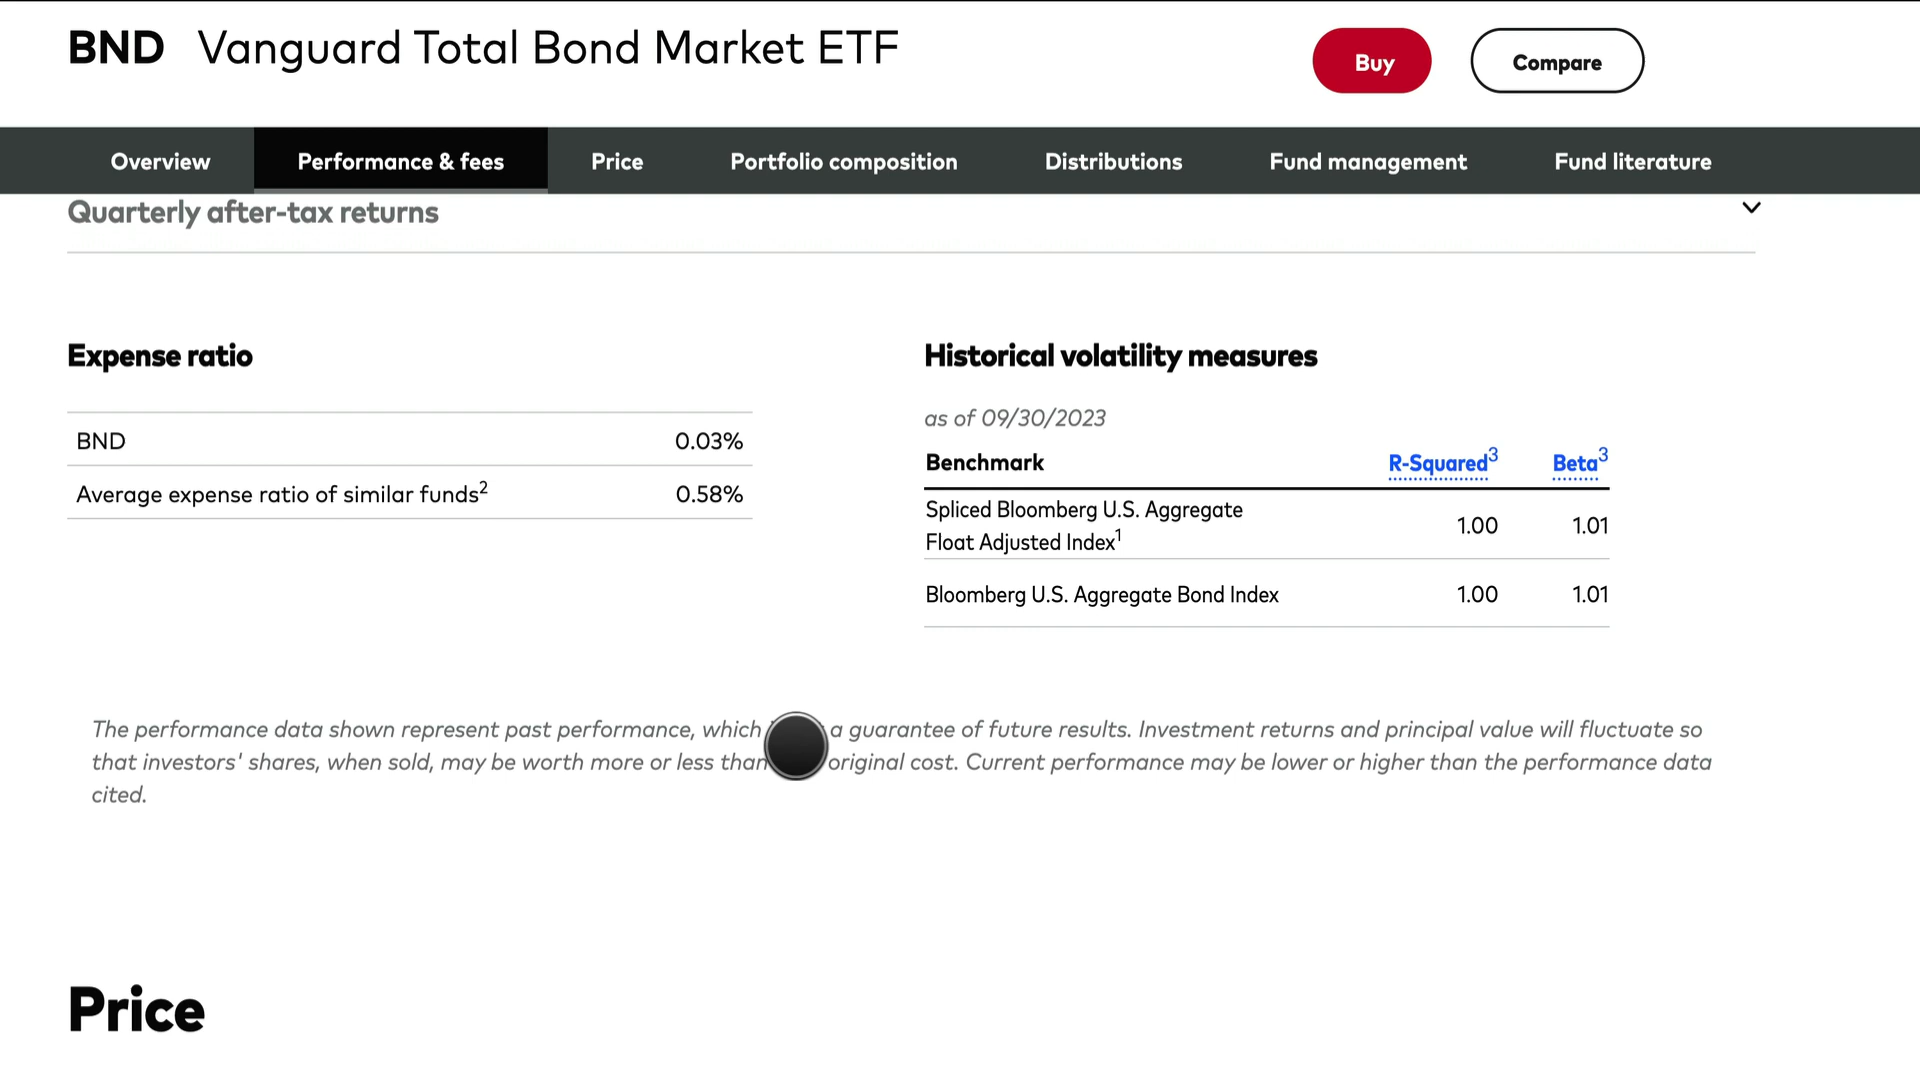 BND Vanguard Total Bond Market ETF
Buy
Compare
Overview
Performance & fees
Price
Portfolio composition
Distributions
Fund management
Fund literature
Quarterly after-tax returns
Expense ratio
BND 0.03%
Average expense ratio of similar funds2 0.58%
Historical volatility measures
as of 09/30/2023
Benchmark R-Squared3 Beta3
Spliced Bloomberg U.S. Aggregate
Float Adjusted Index1 1.00 1.01
Bloomberg U.S. Aggregate Bond Index 1.00 1.01
The performance data shown represent past performance, which a guarantee of future results. Investment returns and principal value will fluctuate so
that investors' shares, when sold, may be worth more or less than original cost. Current performance may be lower or higher than the performance data
cited.
Price